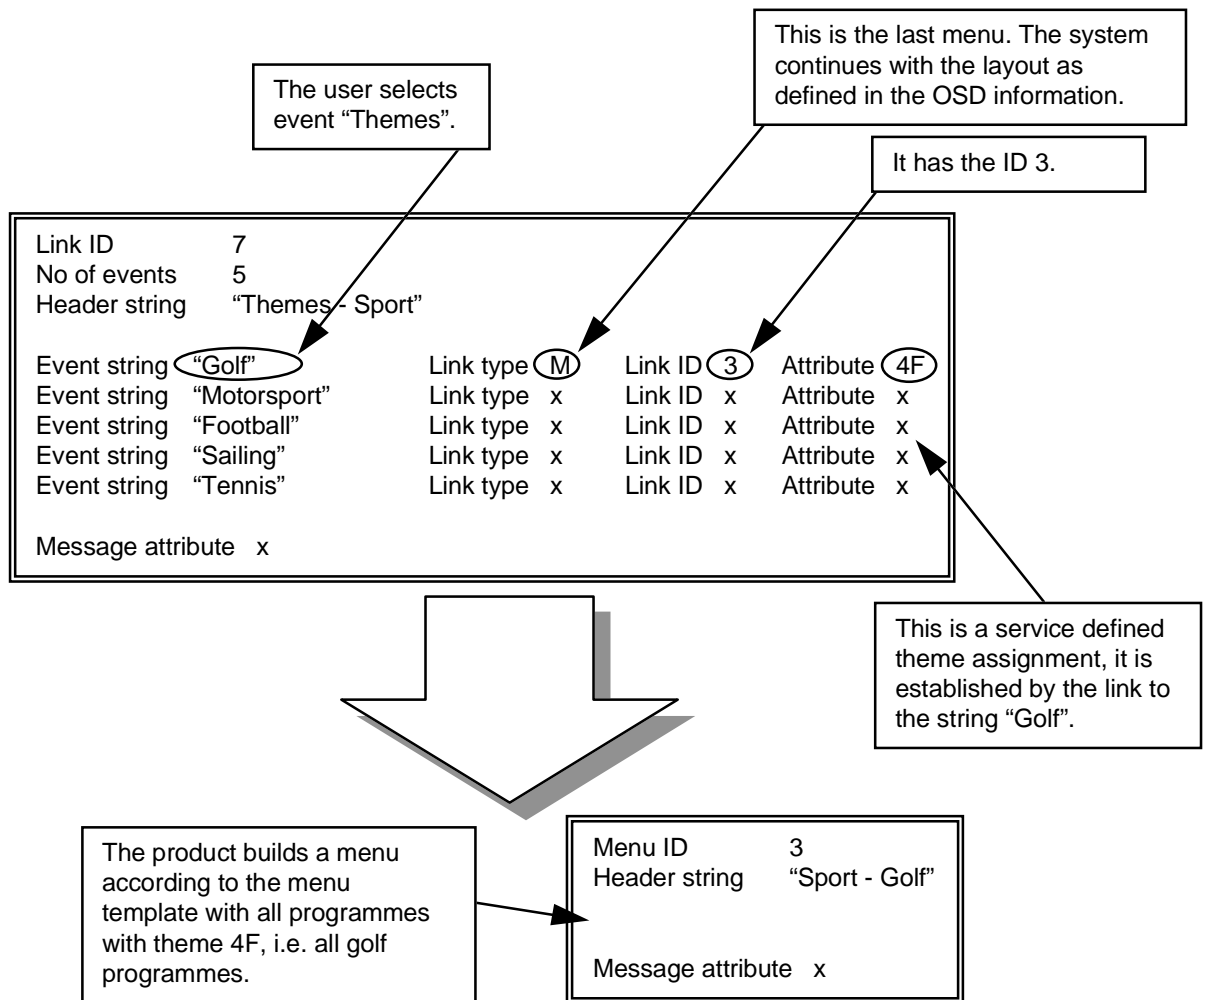 This is the last menu. The system
continues with the layout as
defined in the OSD information.
The user selects
event “Themes”.
It has the ID 3.
Link ID 7
No of events 5
Header string “Themes - Sport”
Event string “Golf” Link type M Link ID 3 Attribute 4F
Event string “Motorsport” Link type x Link ID x Attribute x
Event string “Football” Link type x Link ID x Attribute x
Event string “Sailing” Link type x Link ID x Attribute x
Event string “Tennis” Link type x Link ID x Attribute x
Message attribute x
This is a service defined
theme assignment, it is
established by the link to
the string “Golf”.
The product builds a menu
according to the menu
template with all programmes
with theme 4F, i.e. all golf
programmes.
Menu ID 3
Header string “Sport - Golf”
Message attribute x